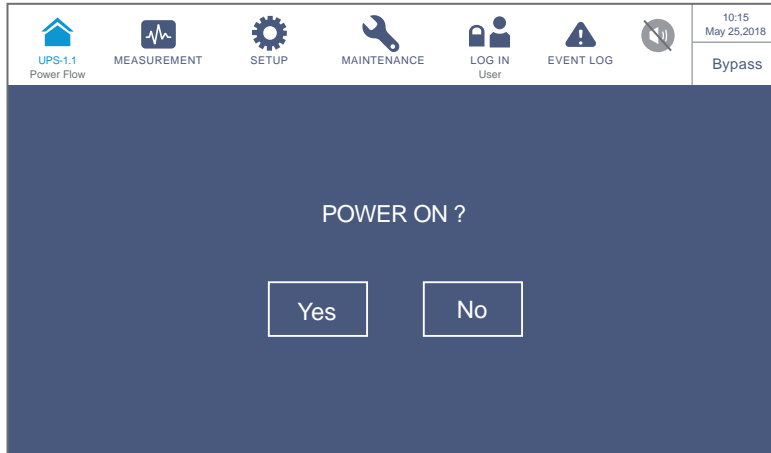 UPS-1.1
Power Flow
MEASUREMENT
SETUP
MAINTENANCE
LOG IN
User
EVENT LOG
10:15
May 25,2018
Bypass
POWER ON ?
Yes
No